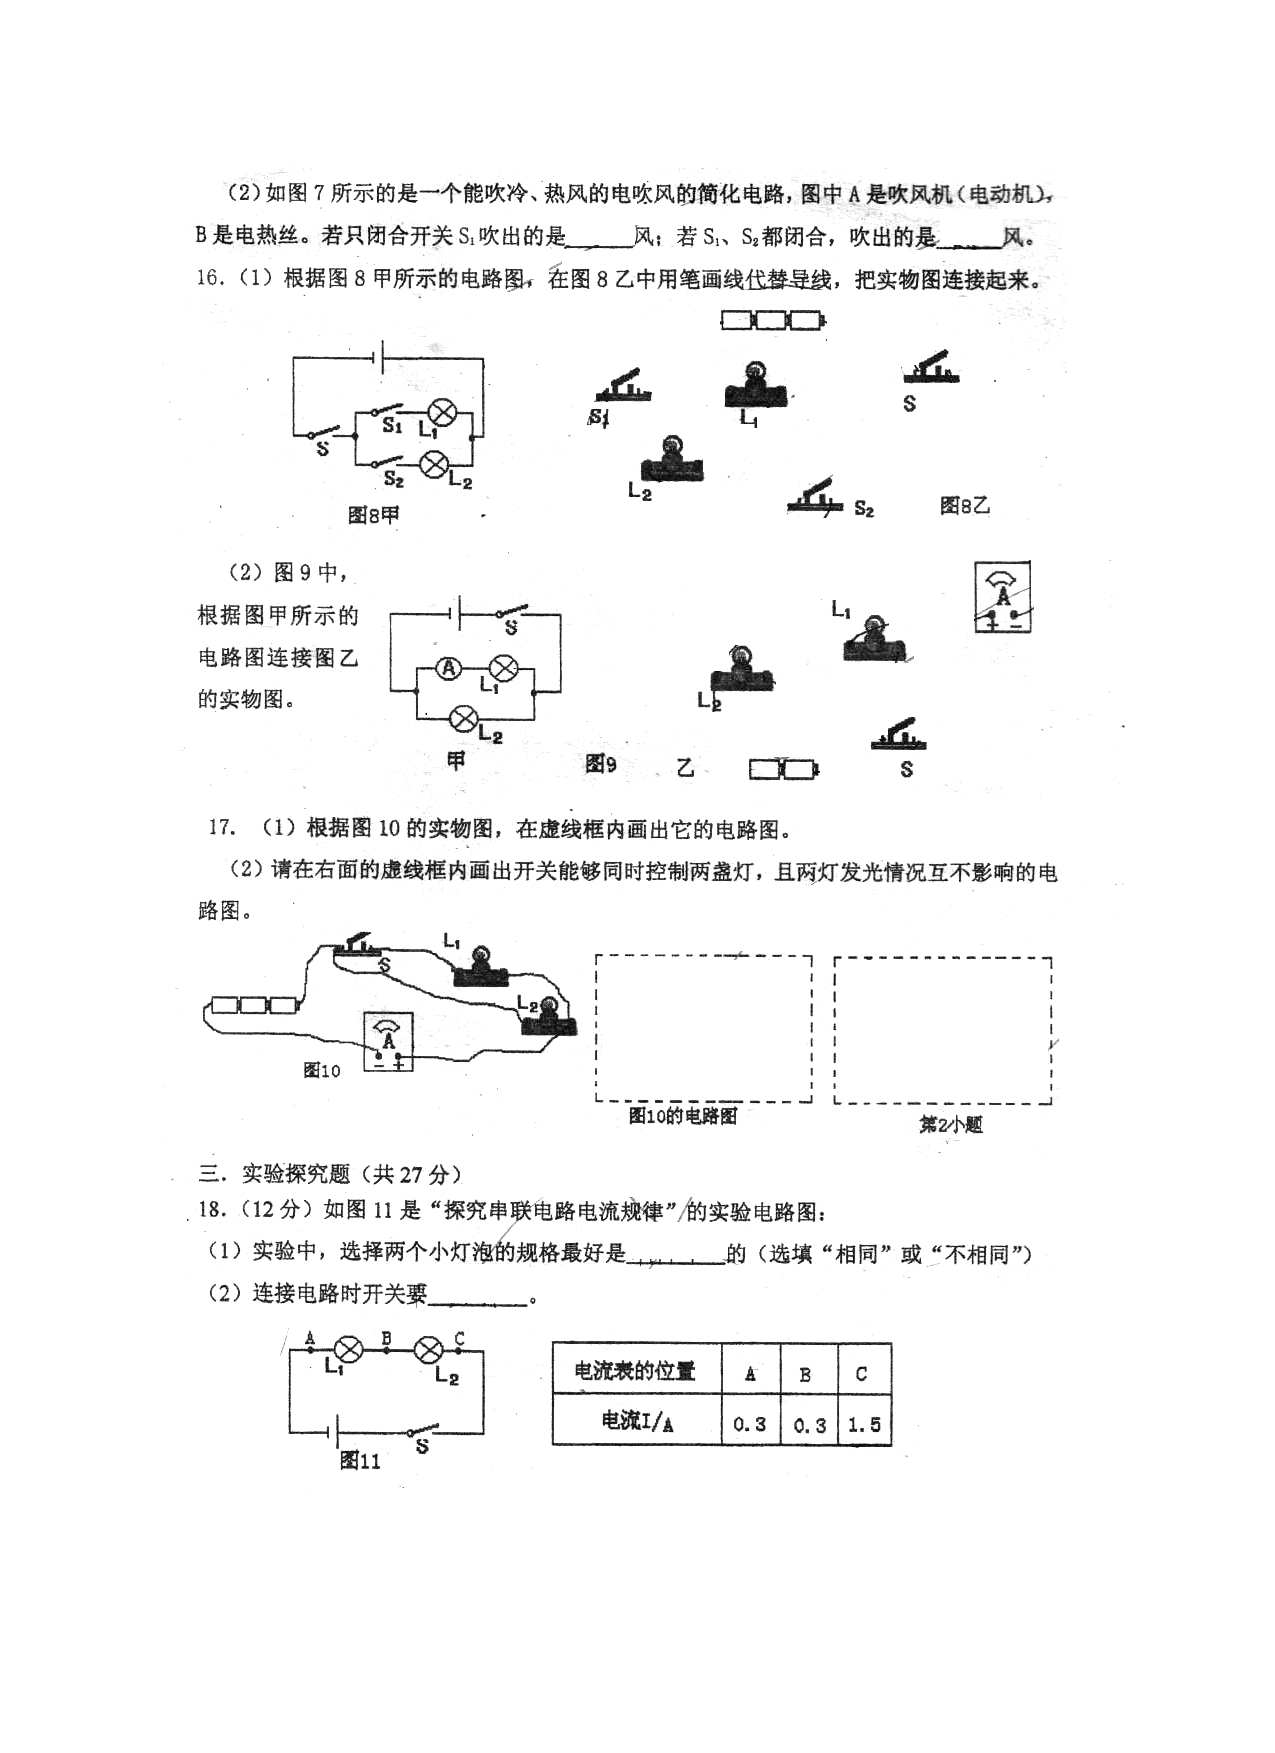 （2）如图7所示的是一个能吹冷、热风的电吹风的简化电路，图中A是吹风机（电动机），
B是电热丝。若只闭合开关S₁吹出的是______风；若S₁、S₂都闭合，吹出的是______风。
16.（1）根据图8甲所示的电路图，在图8乙中用笔画线代替导线，把实物图连接起来。
S₁
L₁
S
S
S₁
L₁
S₂
L₂
L₂
S₂
图8甲
图8乙
（2）图9中，
根据图甲所示的
电路图连接图乙
的实物图。
S
A
L₁
L₂
甲
图9
乙
L₁
A
+ -
L₂
S
17.（1）根据图10的实物图，在虚线框内画出它的电路图。
（2）请在右面的虚线框内画出开关能够同时控制两盏灯，且两灯发光情况互不影响的电
路图。
S
L₁
L₂
A
- +
图10
图10的电路图
第2小题
三．实验探究题（共27分）
18.（12分）如图11是“探究串联电路电流规律”的实验电路图：
（1）实验中，选择两个小灯泡的规格最好是________的（选填“相同”或“不相同”）
（2）连接电路时开关要________。
A B C
L₁ L₂
S
图11
电流表的位置 A B C
电流I/A 0.3 0.3 1.5